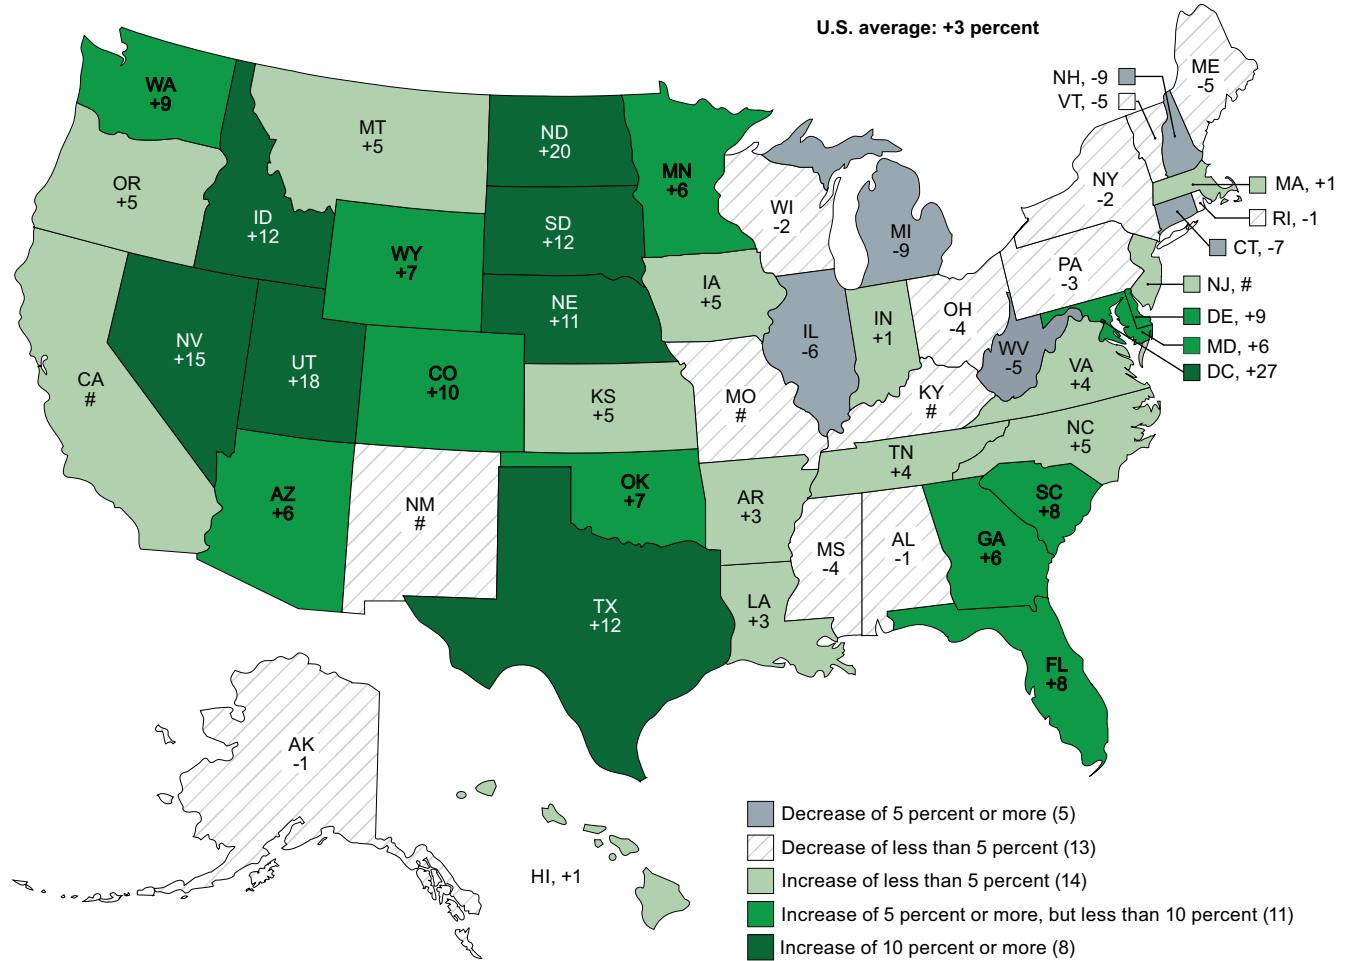 U.S. average: +3 percent
ME
-5
NH, -9
VT, -5
WA
+9
MT
+5
ND
+20
MN
+6
OR
+5
ID
+12
WI
-2
NY
-2
MA, +1
RI, -1
CT, -7
SD
+12
MI
-9
WY
+7
PA
-3
NJ, #
IA
+5
NE
+11
OH
-4
DE, +9
IN
+1
IL
-6
MD, +6
NV
+15
WV
-5
DC, +27
UT
+18
VA
+4
CA
#
CO
+10
KS
+5
MO
#
KY
#
NC
+5
TN
+4
AZ
+6
NM
#
OK
+7
AR
+3
SC
+8
MS
-4
AL
-1
GA
+6
TX
+12
LA
+3
FL
+8
AK
-1
HI, +1
Decrease of 5 percent or more (5)
Decrease of less than 5 percent (13)
Increase of less than 5 percent (14)
Increase of 5 percent or more, but less than 10 percent (11)
Increase of 10 percent or more (8)